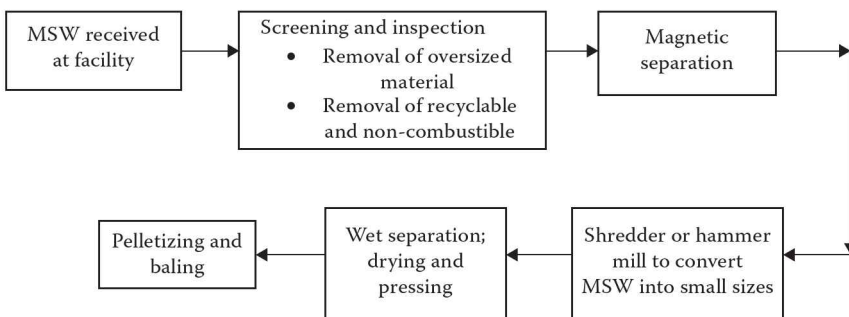 MSW received
at facility
Screening and inspection
• Removal of oversized
material
• Removal of recyclable
and non-combustible
Magnetic
separation
Shredder or hammer
mill to convert
MSW into small sizes
Wet separation;
drying and
pressing
Pelletizing and
baling